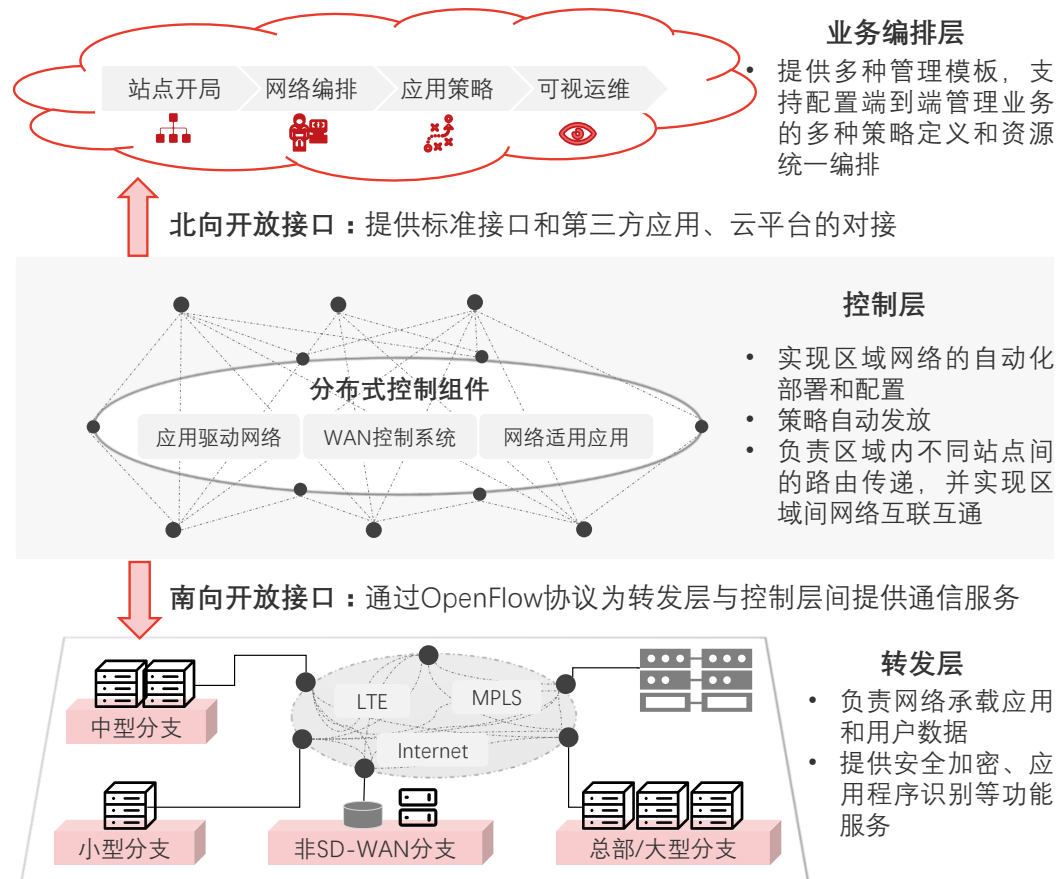 业务编排层
站点开局
网络编排
应用策略
可视运维
• 提供多种管理模板，支
持配置端到端管理业务
的多种策略定义和资源
统一编排
北向开放接口：提供标准接口和第三方应用、云平台的对接
控制层
分布式控制组件
应用驱动网络
WAN控制系统
网络适用应用
• 实现区域网络的自动化
部署和配置
• 策略自动发放
• 负责区域内不同站点间
的路由传递，并实现区
域间网络互联互通
南向开放接口：通过OpenFlow协议为转发层与控制层间提供通信服务
转发层
LTE
MPLS
Internet
中型分支
小型分支
非SD-WAN分支
总部/大型分支
• 负责网络承载应用
和用户数据
• 提供安全加密、应
用程序识别等功能
服务